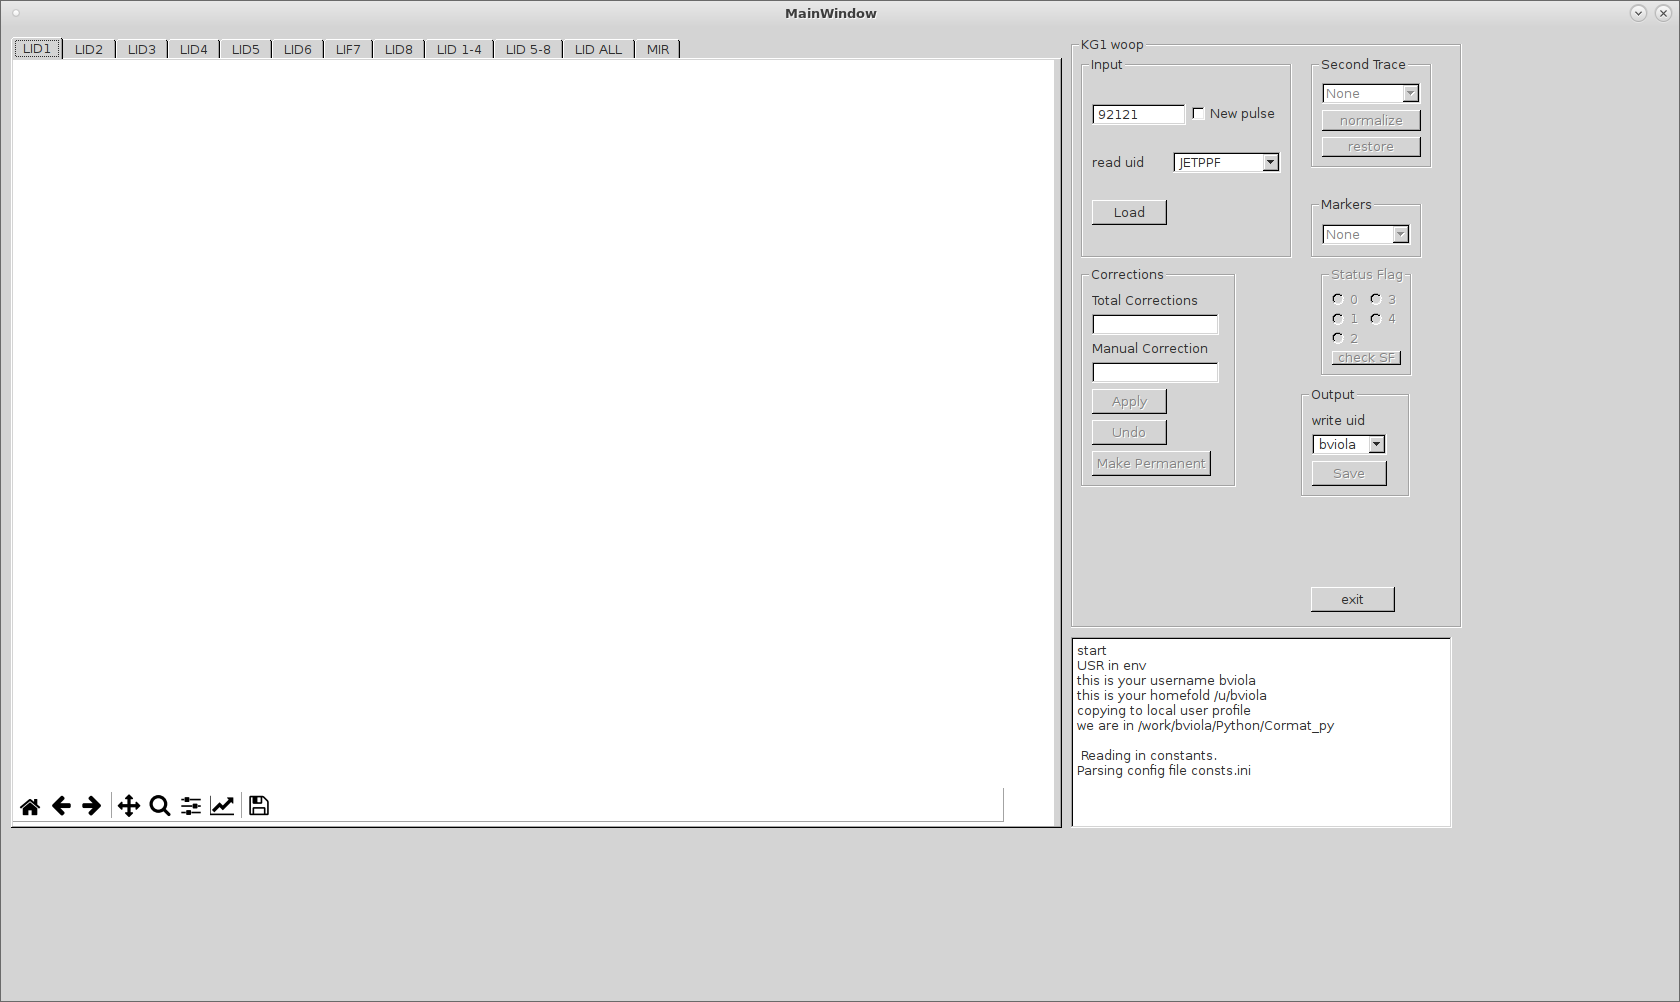 MainWindow
LID1 LID2 LID3 LID4 LID5 LID6 LIF7 LID8 LID 1-4 LID 5-8 LID ALL MIR
KG1 woop
Input
92121
New pulse
read uid
JETPPF
Load
Second Trace
None
normalize
restore
Markers
None
Corrections
Total Corrections
Manual Correction
Apply
Undo
Make Permanent
Status Flag
0 3
1 4
2
check SF
Output
write uid
bviola
Save
exit
start
USR in env
this is your username bviola
this is your homefold /u/bviola
copying to local user profile
we are in /work/bviola/Python/Cormat_py
Reading in constants.
Parsing config file consts.ini